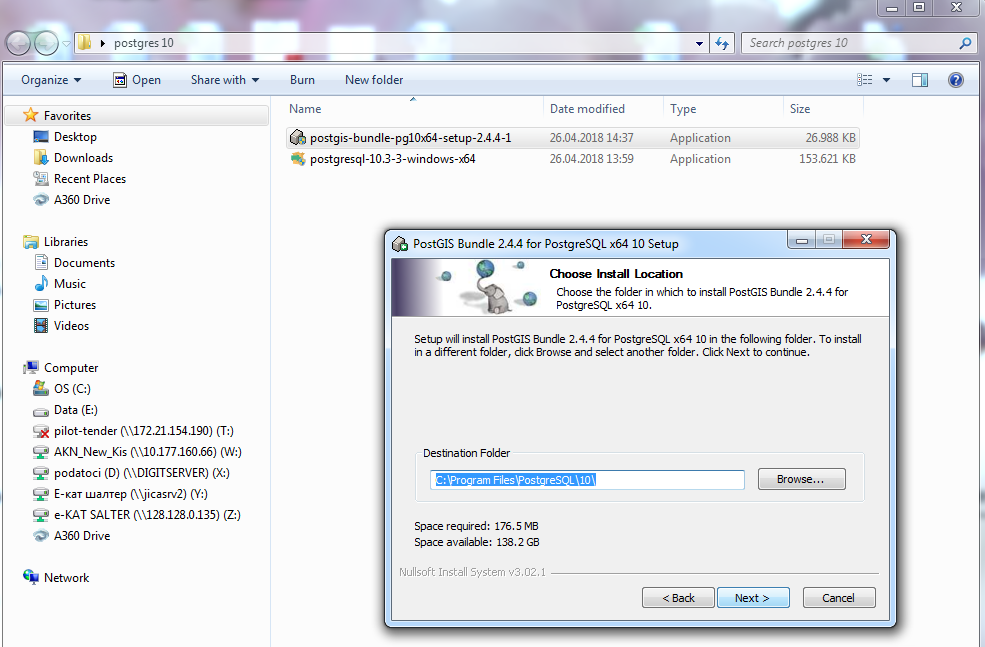 postgres 10
Search postgres 10
Organize
Open
Share with
Burn
New folder
Name
Date modified
Type
Size
Favorites
Desktop
Downloads
Recent Places
A360 Drive
Libraries
Documents
Music
Pictures
Videos
Computer
OS (C:)
Data (E:)
pilot-tender (\\172.21.154.190) (T:)
AKN_New_Kis (\\10.177.160.66) (W:)
podatoci (D) (\\DIGITSERVER) (X:)
Е-кат шалтер (\\jicasrv2) (Y:)
e-KAT SALTER (\\128.128.0.135) (Z:)
A360 Drive
Network
postgis-bundle-pg10x64-setup-2.4.4-1 26.04.2018 14:37 Application 26.988 KB
postgresql-10.3-3-windows-x64 26.04.2018 13:59 Application 153.621 KB
PostGIS Bundle 2.4.4 for PostgreSQL x64 10 Setup
Choose Install Location
Choose the folder in which to install PostGIS Bundle 2.4.4 for
PostgreSQL x64 10.
Setup will install PostGIS Bundle 2.4.4 for PostgreSQL x64 10 in the following folder. To install
in a different folder, click Browse and select another folder. Click Next to continue.
Destination Folder
C:\Program Files\PostgreSQL\10\
Browse...
Space required: 176.5 MB
Space available: 138.2 GB
Nullsoft Install System v3.02.1
< Back
Next >
Cancel